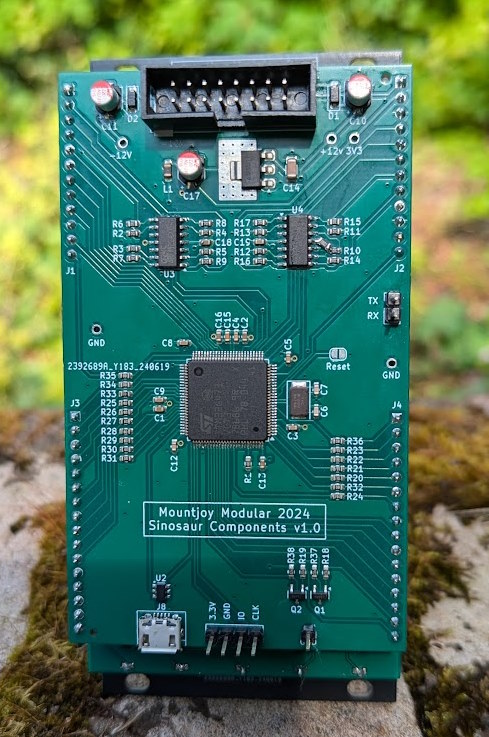 C11
D2
D1
C10
-12V
+12v 3V3
L1
C17
C14
U4
R6
R2
R3
R7
R8
R4
C18
R5
R9
R17
R13
C19
R12
R16
R15
R11
R10
R14
U3
J1
J2
TX
RX
GND
C16
C15
C4
C2
C8
C5
Reset
GND
2392689A_Y183_240619
R35
R34
R33
R25
R26
R27
R28
R29
R30
R31
J3
C9
C1
C7
C6
C3
J4
C12
R1
C13
R36
R23
R22
R21
R20
R32
R24
Mountjoy Modular 2024
Sinosaur Components v1.0
R38
R19
R37
R18
U2
J8
3.3V
GND
IO
CLK
Q2
Q1